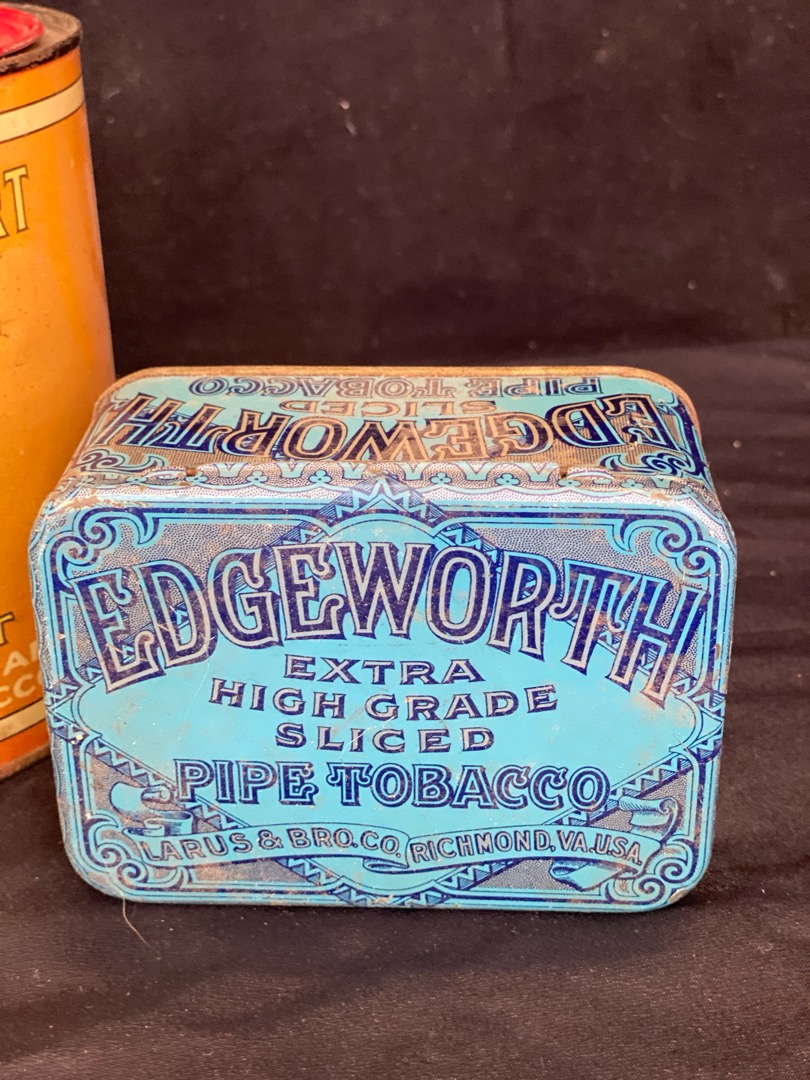 EDGEWORTH
SLICED
PIPE TOBACCO
EDGEWORTH
EXTRA
HIGH GRADE
SLICED
PIPE TOBACCO
LARUS & BRO. CO. RICHMOND, VA. U.S.A.